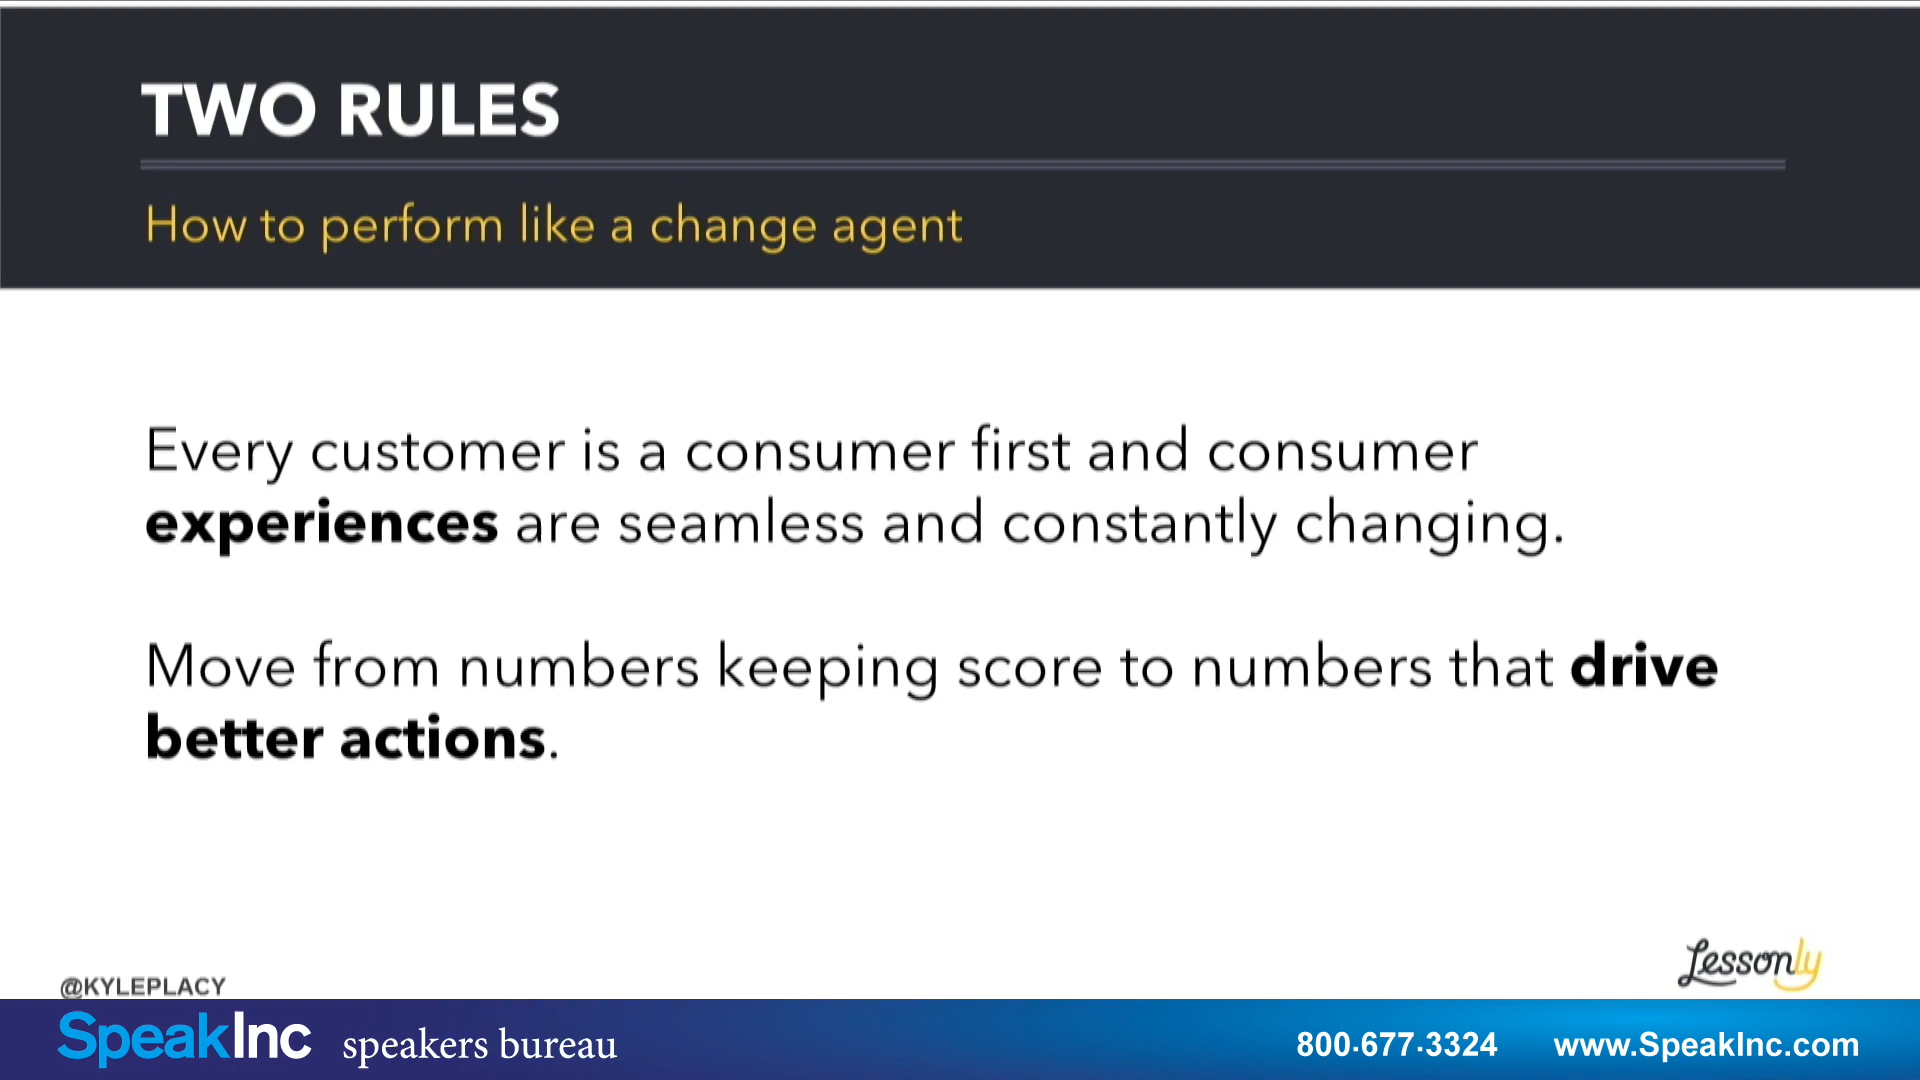 TWO RULES
How to perform like a change agent
Every customer is a consumer first and consumer
experiences are seamless and constantly changing.
Move from numbers keeping score to numbers that drive
better actions.
Lessonly
@KYLEPLACY
SpeakInc speakers bureau 800·677·3324 www.SpeakInc.com